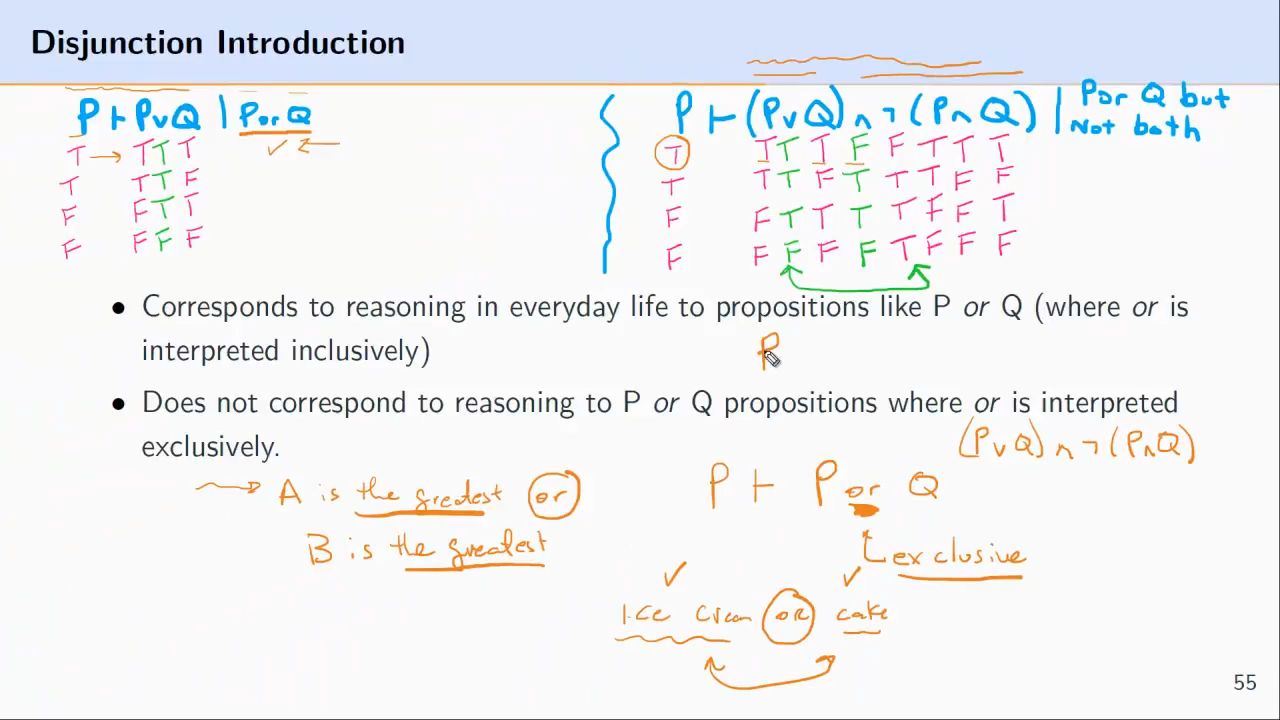 Disjunction Introduction
P ⊢ P∨Q | P or Q
T → T T T
T T T F
F F T T
F F F F
P ⊢ (P∨Q) ∧ ¬(P∧Q) | P or Q but
Not both
T T T T F F T T T
T T T F T T T F F
F F T T T T F F T
F F F F F T F F F
• Corresponds to reasoning in everyday life to propositions like P or Q (where or is
interpreted inclusively)
P
• Does not correspond to reasoning to P or Q propositions where or is interpreted
exclusively.
(P∨Q) ∧ ¬(P∧Q)
→ A is the greatest or
B is the greatest
P ⊢ P or Q
exclusive
Ice cream OR cake
55